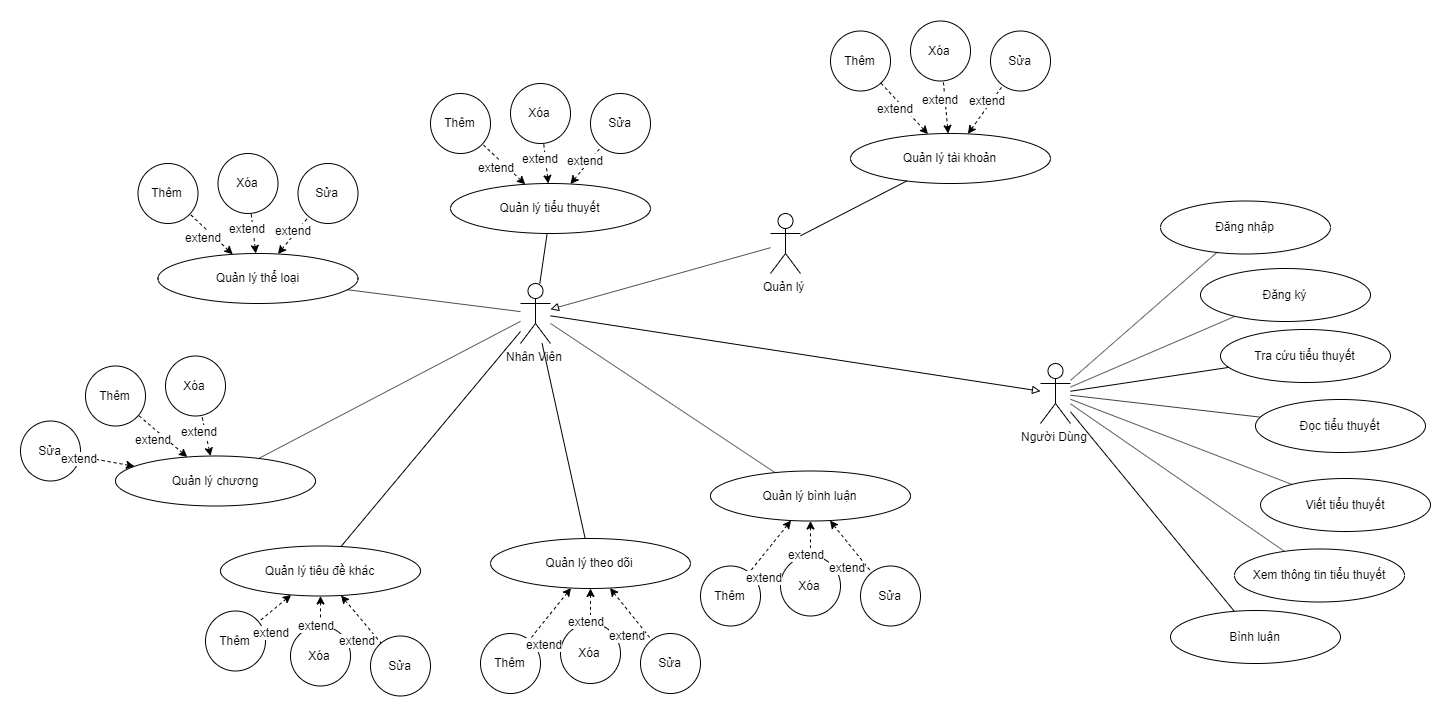 Thêm
Xóa
Sửa
extend
extend
extend
Quản lý tài khoản
Thêm
Xóa
Sửa
extend
extend
extend
Quản lý tiểu thuyết
Thêm
Xóa
Sửa
extend
extend
extend
Quản lý thể loại
Quản lý
Nhân Viên
Đăng nhập
Đăng ký
Tra cứu tiểu thuyết
Đọc tiểu thuyết
Người Dùng
Viết tiểu thuyết
Xem thông tin tiểu thuyết
Bình luận
Thêm
Xóa
Sửa
extend
extend
extend
Quản lý chương
Quản lý bình luận
extend
extend
extend
Thêm
Xóa
Sửa
Quản lý tiêu đề khác
extend
extend
extend
Thêm
Xóa
Sửa
Quản lý theo dõi
extend
extend
extend
Thêm
Xóa
Sửa